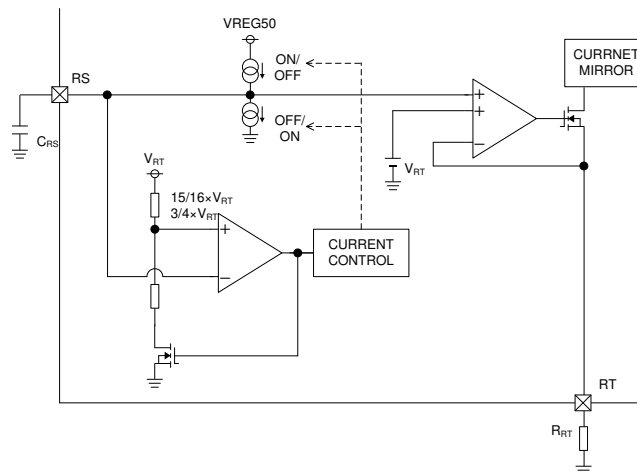 VREG50
ON/
OFF
CURRNET
MIRROR
RS
OFF/
ON
CRS
VRT
VRT
15/16×VRT
3/4×VRT
CURRENT
CONTROL
RT
RRT